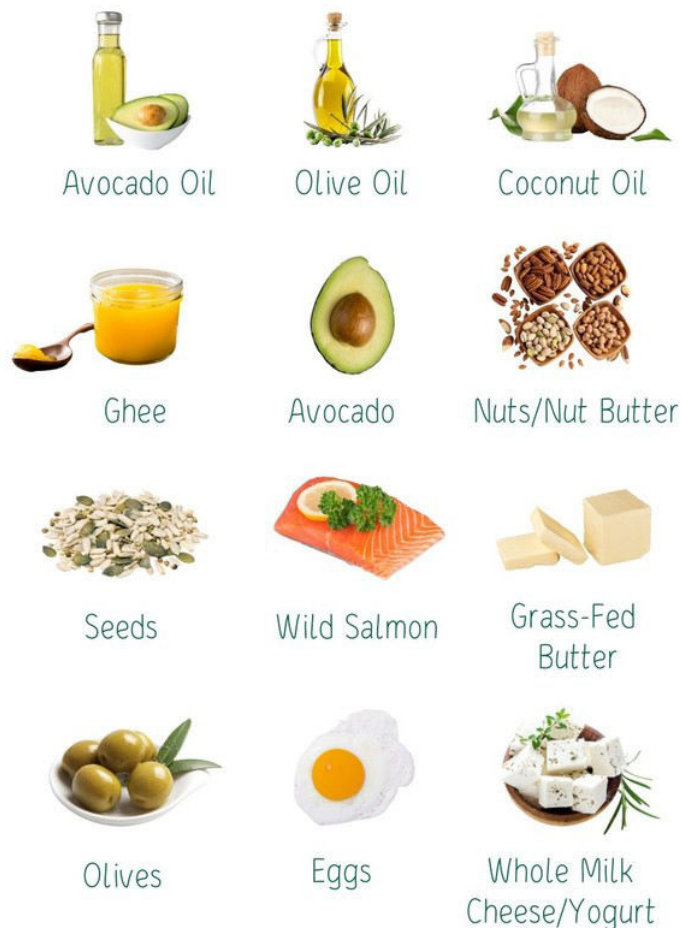 Avocado Oil
Olive Oil
Coconut Oil
Ghee
Avocado
Nuts/Nut Butter
Seeds
Wild Salmon
Grass-Fed
Butter
Olives
Eggs
Whole Milk
Cheese/Yogurt